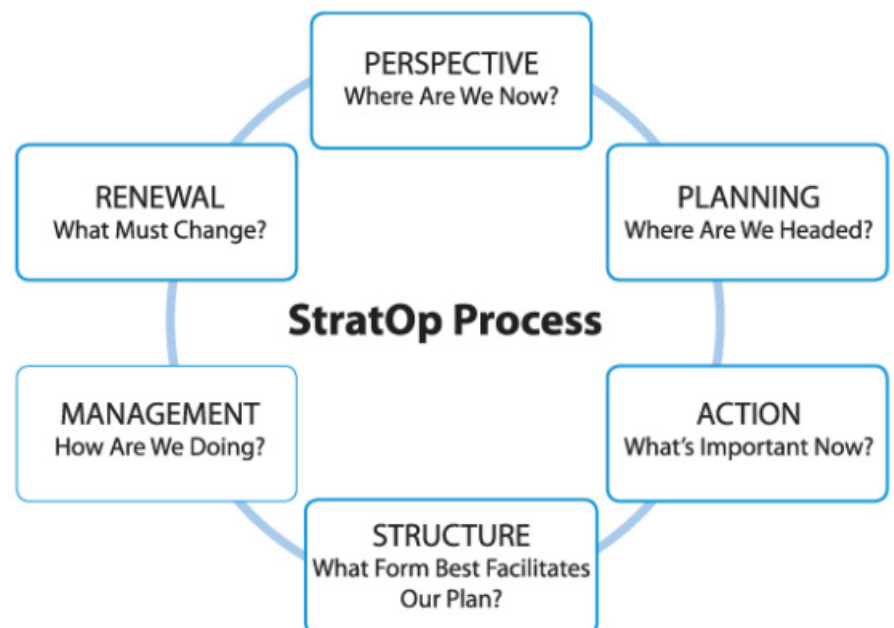 PERSPECTIVE
Where Are We Now?
RENEWAL
What Must Change?
PLANNING
Where Are We Headed?
StratOp Process
MANAGEMENT
How Are We Doing?
ACTION
What's Important Now?
STRUCTURE
What Form Best Facilitates
Our Plan?